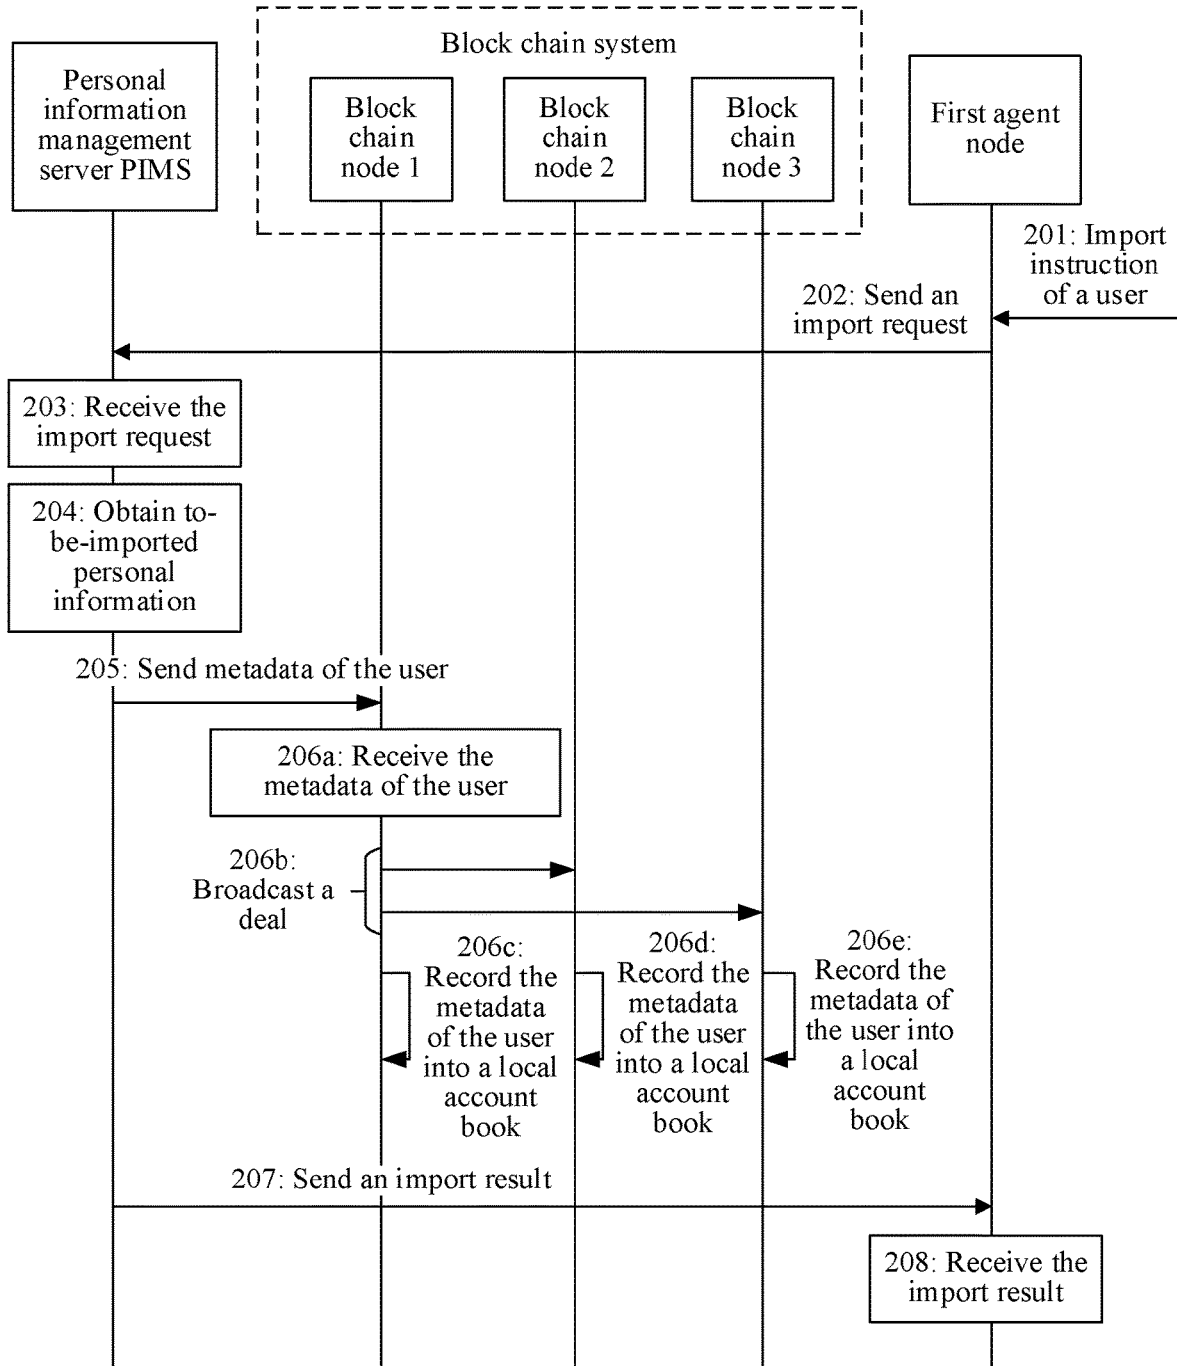 Block chain system
Personal
information
management
server PIMS
Block
chain
node 1
Block
chain
node 2
Block
chain
node 3
First agent
node
201: Import
instruction
of a user
202: Send an
import request
203: Receive the
import request
204: Obtain to-
be-imported
personal
information
205: Send metadata of the user
206a: Receive the
metadata of the user
206b:
Broadcast a
deal
206c:
Record the
metadata
of the user
into a local
account
book
206d:
Record the
metadata
of the user
into a local
account
book
206e:
Record the
metadata of
the user into
a local
account
book
207: Send an import result
208: Receive the
import result